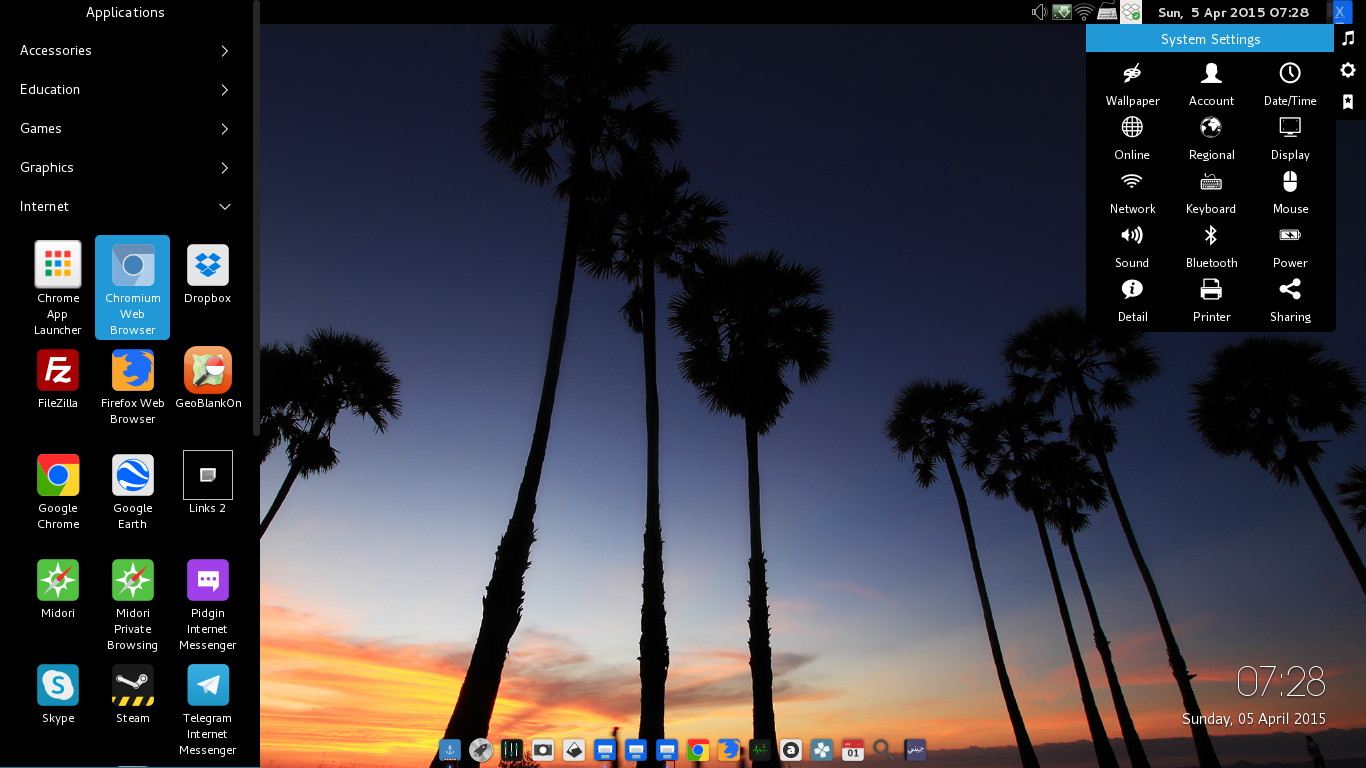 Applications
Sun, 5 Apr 2015 07:28
X
System Settings
Accessories
Education
Games
Graphics
Internet
Chrome
App
Launcher
Chromium
Web
Browser
Dropbox
FileZilla
Firefox Web
Browser
GeoBlankOn
Google
Chrome
Google
Earth
Links 2
Midori
Midori
Private
Browsing
Pidgin
Internet
Messenger
Skype
Steam
Telegram
Internet
Messenger
Wallpaper
Account
Date/Time
Online
Regional
Display
Network
Keyboard
Mouse
Sound
Bluetooth
Power
Detail
Printer
Sharing
07:28
Sunday, 05 April 2015
a
01